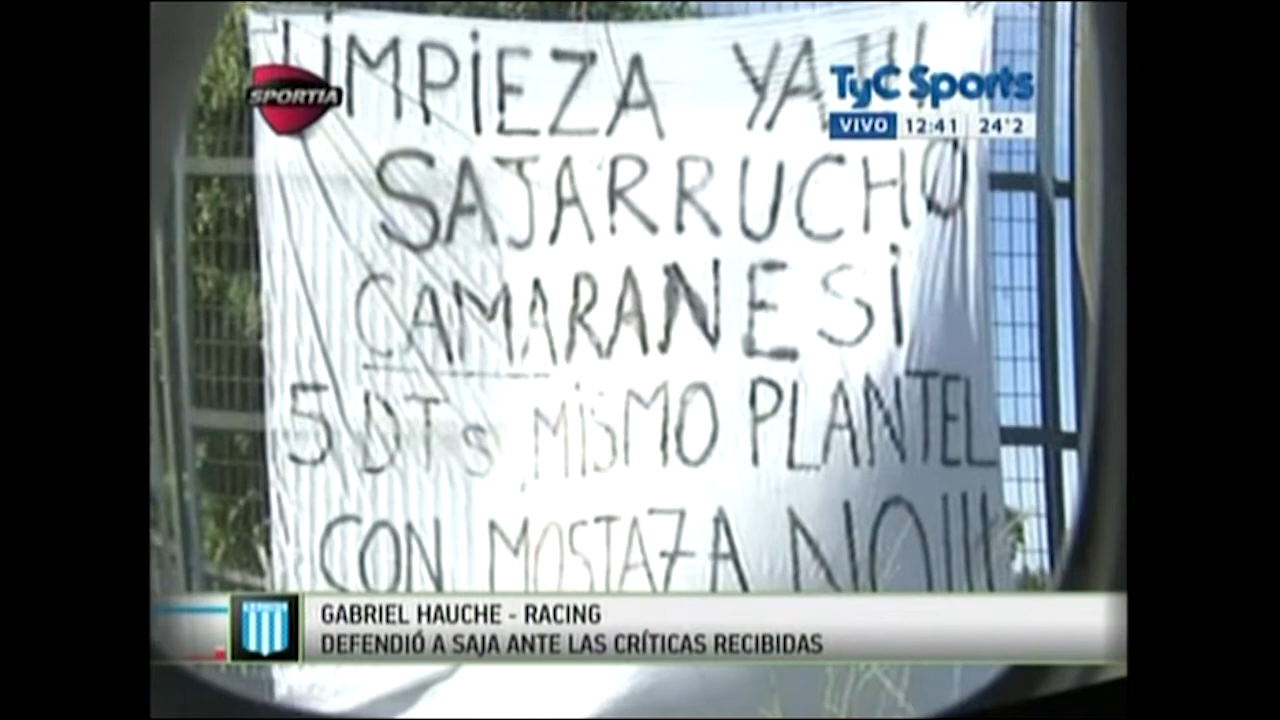 LIMPIEZA YA!!!
SPORTIA
TyC Sports
VIVO 12:41 24°2
SAJARRUCHO
CAMARANESI
5 DTs MiSMO PLANTEL
CON MOSTAZA NO!!!
GABRIEL HAUCHE - RACING
DEFENDIÓ A SAJA ANTE LAS CRÍTICAS RECIBIDAS